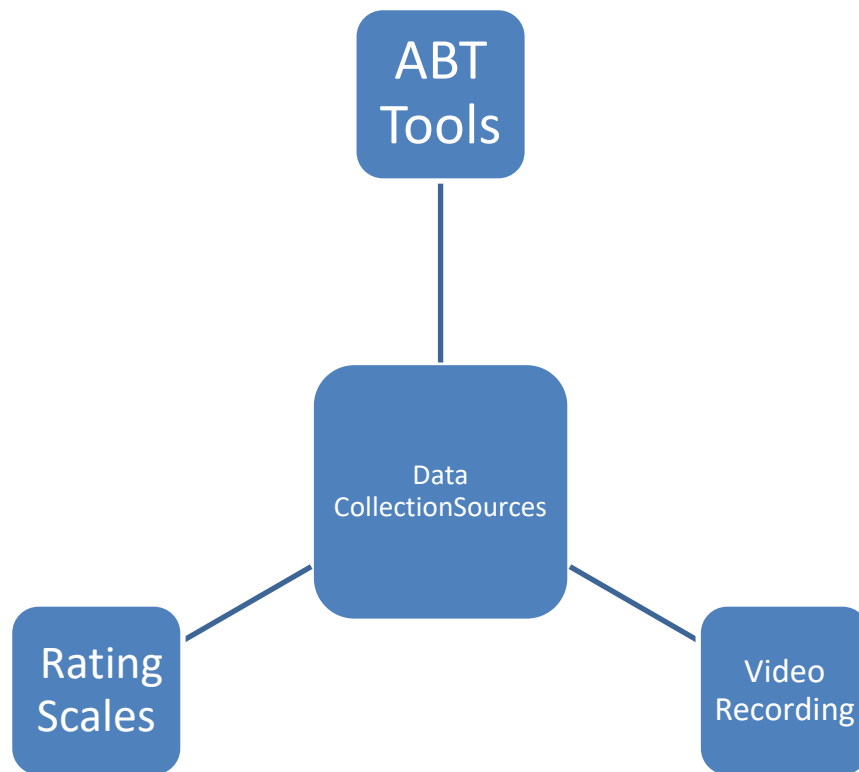 ABT
Tools
Data
CollectionSources
Rating
Scales
Video
Recording